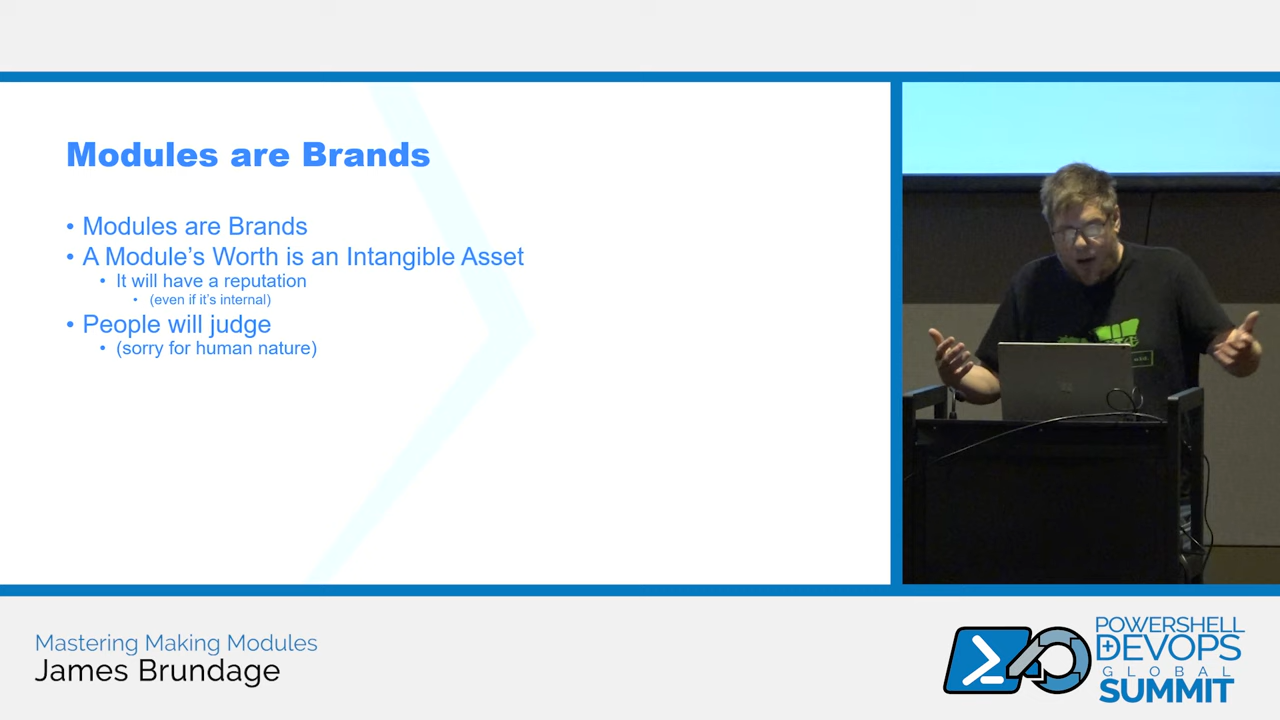 Modules are Brands
• Modules are Brands
• A Module's Worth is an Intangible Asset
• It will have a reputation
• (even if it's internal)
• People will judge
• (sorry for human nature)
Mastering Making Modules
James Brundage
POWERSHELL
DEVOPS
GLOBAL
SUMMIT